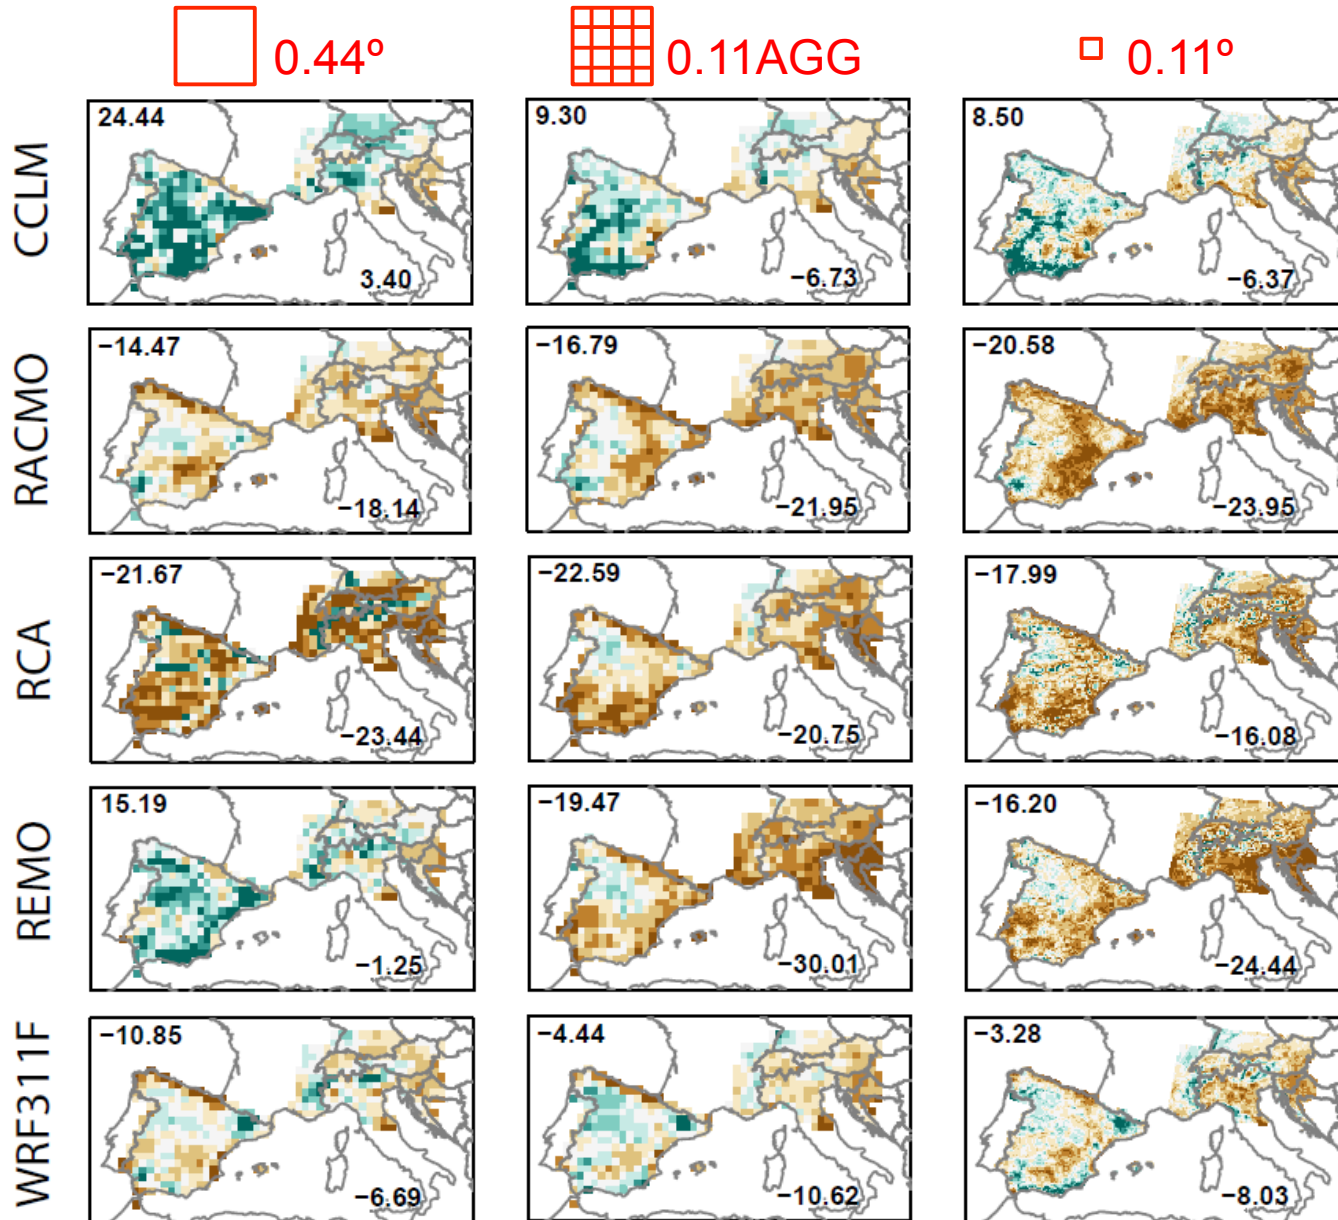 0.44º 0.11AGG 0.11º
CCLM
24.44 9.30 8.50
3.40 −6.73 −6.37
RACMO
−14.47 −16.79 −20.58
−18.14 −21.95 −23.95
RCA
−21.67 −22.59 −17.99
−23.44 −20.75 −16.08
REMO
15.19 −19.47 −16.20
−1.25 −30.01 −24.44
WRF311F
−10.85 −4.44 −3.28
−6.69 −10.62 −8.03